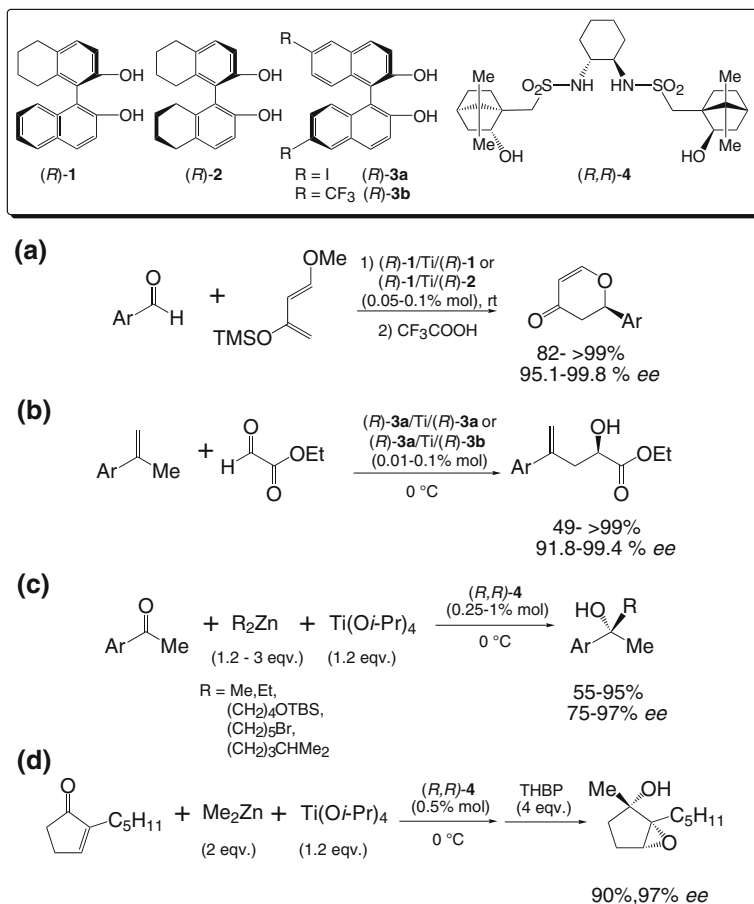 R
OH
OH
OH
OH
OH
OH
R
(R)-1
(R)-2
R = I (R)-3a
R = CF3 (R)-3b
Me
Me
OH
S
O2
NH
HN
S
O2
Me
Me
HO
(R,R)-4
(a)
O
Ar H
+
OMe
TMSO
1) (R)-1/Ti/(R)-1 or
(R)-1/Ti/(R)-2
(0.05-0.1% mol), rt
2) CF3COOH
O
O
Ar
82- >99%
95.1-99.8 % ee
(b)
Ar Me
+
O
H
OEt
O
(R)-3a/Ti/(R)-3a or
(R)-3a/Ti/(R)-3b
(0.01-0.1% mol)
0 °C
OH
Ar
OEt
O
49- >99%
91.8-99.4 % ee
(c)
O
Ar Me
+ R2Zn + Ti(Oi-Pr)4
(1.2 - 3 eqv.) (1.2 eqv.)
R = Me,Et,
(CH2)4OTBS,
(CH2)5Br,
(CH2)3CHMe2
(R,R)-4
(0.25-1% mol)
0 °C
HO R
Ar Me
55-95%
75-97% ee
(d)
O
C5H11
+ Me2Zn + Ti(Oi-Pr)4
(2 eqv.) (1.2 eqv.)
(R,R)-4
(0.5% mol)
0 °C
THBP
(4 eqv.)
Me OH
C5H11
O
90%,97% ee